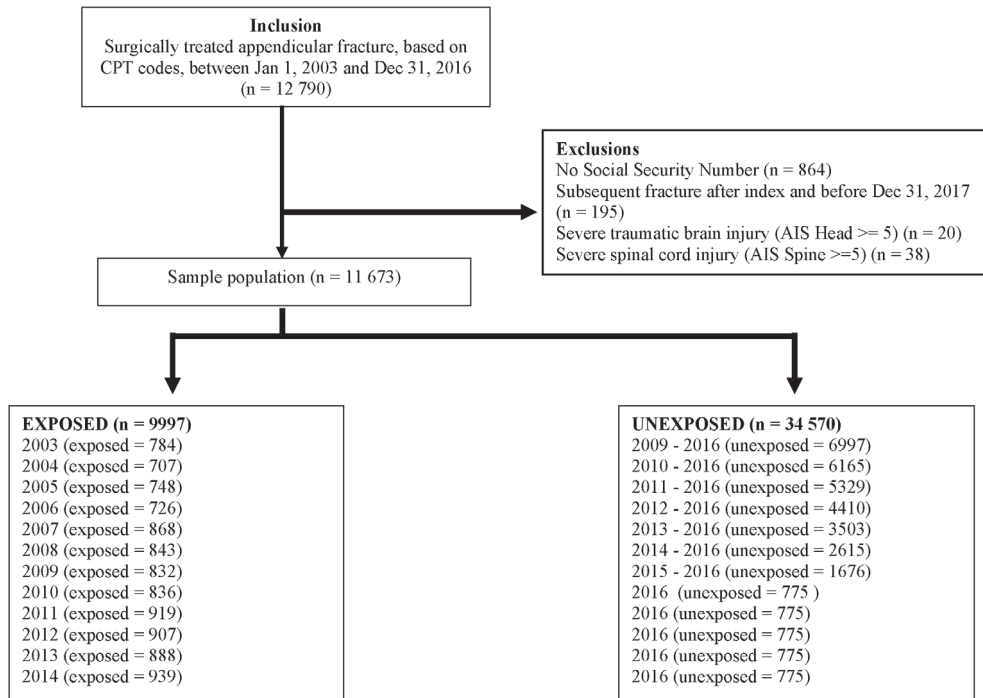 Inclusion
Surgically treated appendicular fracture, based on
CPT codes, between Jan 1, 2003 and Dec 31, 2016
(n = 12 790)
Exclusions
No Social Security Number (n = 864)
Subsequent fracture after index and before Dec 31, 2017
(n = 195)
Severe traumatic brain injury (AIS Head >= 5) (n = 20)
Severe spinal cord injury (AIS Spine >=5) (n = 38)
Sample population (n = 11 673)
EXPOSED (n = 9997)
2003 (exposed = 784)
2004 (exposed = 707)
2005 (exposed = 748)
2006 (exposed = 726)
2007 (exposed = 868)
2008 (exposed = 843)
2009 (exposed = 832)
2010 (exposed = 836)
2011 (exposed = 919)
2012 (exposed = 907)
2013 (exposed = 888)
2014 (exposed = 939)
UNEXPOSED (n = 34 570)
2009 - 2016 (unexposed = 6997)
2010 - 2016 (unexposed = 6165)
2011 - 2016 (unexposed = 5329)
2012 - 2016 (unexposed = 4410)
2013 - 2016 (unexposed = 3503)
2014 - 2016 (unexposed = 2615)
2015 - 2016 (unexposed = 1676)
2016 (unexposed = 775 )
2016 (unexposed = 775)
2016 (unexposed = 775)
2016 (unexposed = 775)
2016 (unexposed = 775)